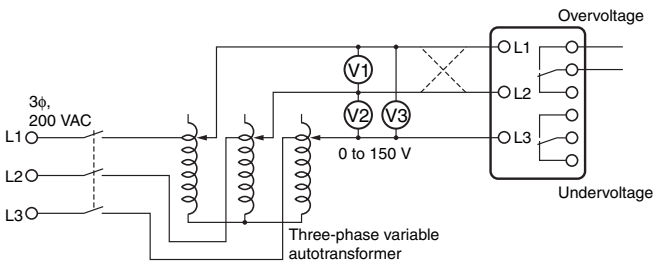 Overvoltage
L1
V1
3ϕ,
200 VAC
L2
V2
V3
L1
L3
0 to 150 V
L2
Undervoltage
L3
Three-phase variable
autotransformer